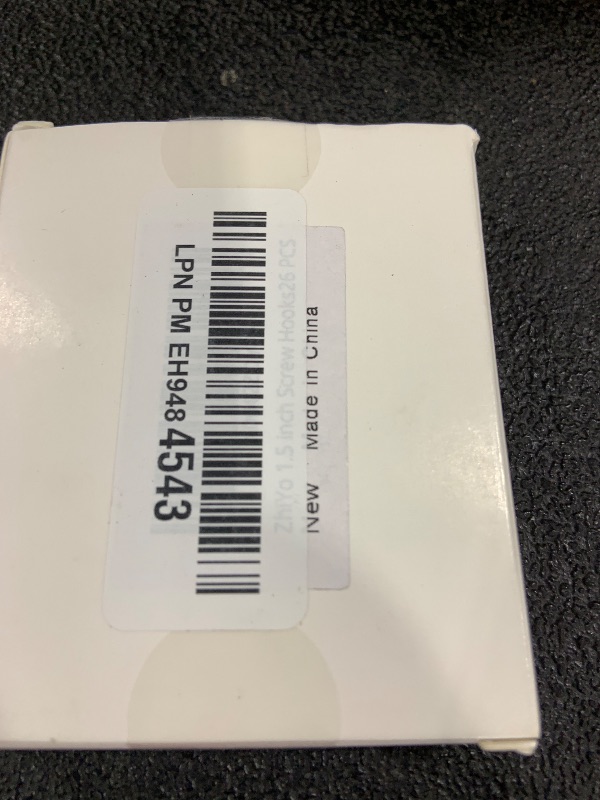 LPN PM EH948 4543
ZhiYo 1.5 inch Screw Hooks26 PCS
New Made in China